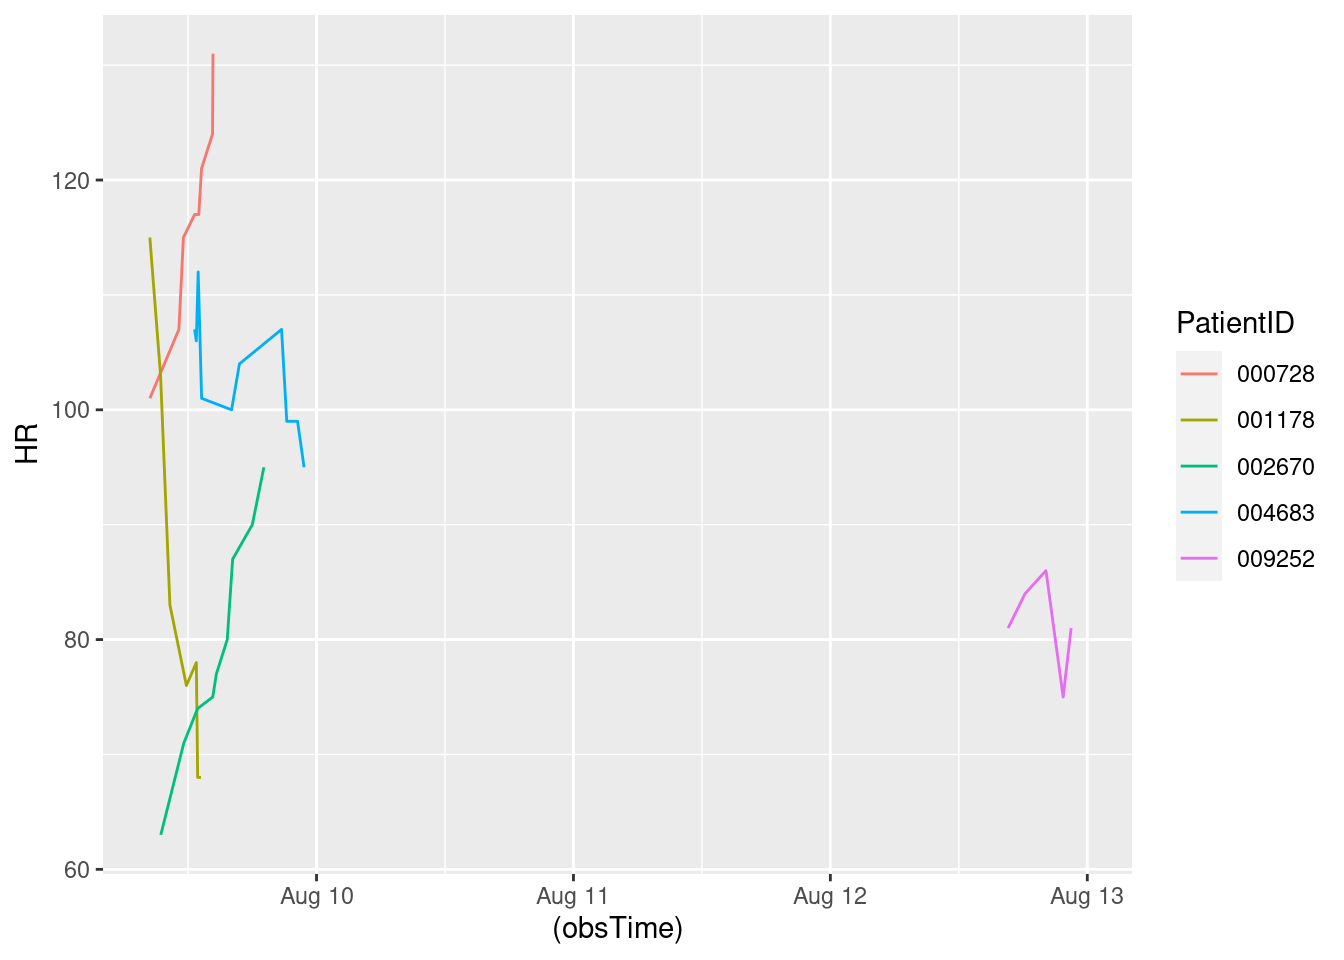 120
100
80
60
HR
Aug 10
Aug 11
Aug 12
Aug 13
(obsTime)
PatientID
000728
001178
002670
004683
009252